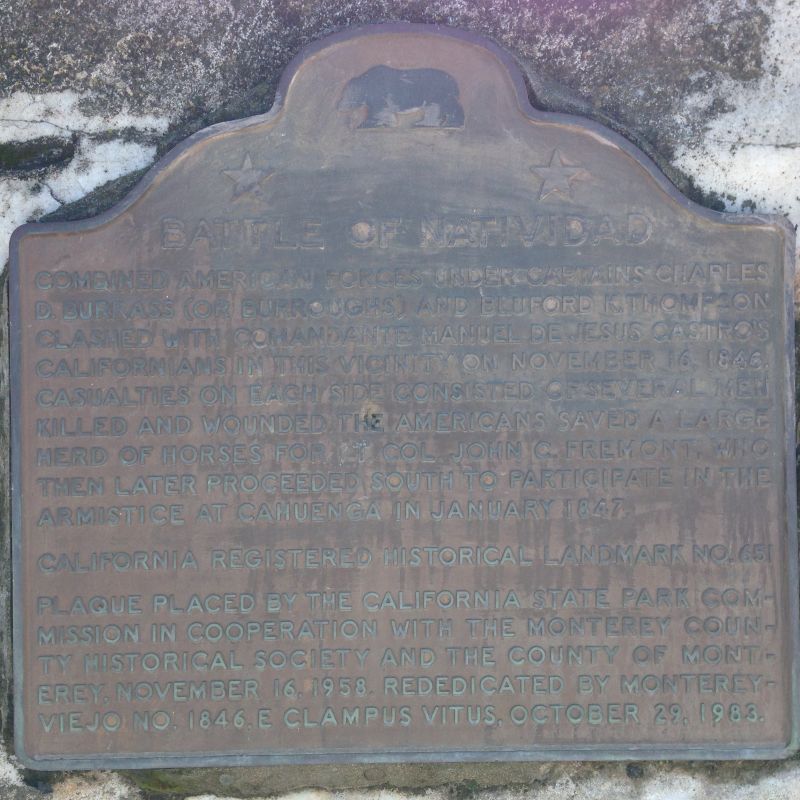 BATTLE OF NATIVIDAD
COMBINED AMERICAN FORCES UNDER CAPTAINS CHARLES
D. BURRASS (OR BURROUGHS) AND BLUFORD K. THOMPSON
CLASHED WITH COMANDANTE MANUEL DE JESUS CASTRO'S
CALIFORNIANS IN THIS VICINITY ON NOVEMBER 16, 1846.
CASUALTIES ON EACH SIDE CONSISTED OF SEVERAL MEN
KILLED AND WOUNDED. THE AMERICANS SAVED A LARGE
HERD OF HORSES FOR LT. COL. JOHN C. FREMONT, WHO
THEN LATER PROCEEDED SOUTH TO PARTICIPATE IN THE
ARMISTICE AT CAHUENGA IN JANUARY 1847.
CALIFORNIA REGISTERED HISTORICAL LANDMARK NO. 651
PLAQUE PLACED BY THE CALIFORNIA STATE PARK COM-
MISSION IN COOPERATION WITH THE MONTEREY COUN-
TY HISTORICAL SOCIETY AND THE COUNTY OF MONT-
EREY, NOVEMBER 16, 1958. REDEDICATED BY MONTEREY-
VIEJO NO. 1846, E CLAMPUS VITUS, OCTOBER 29, 1983.